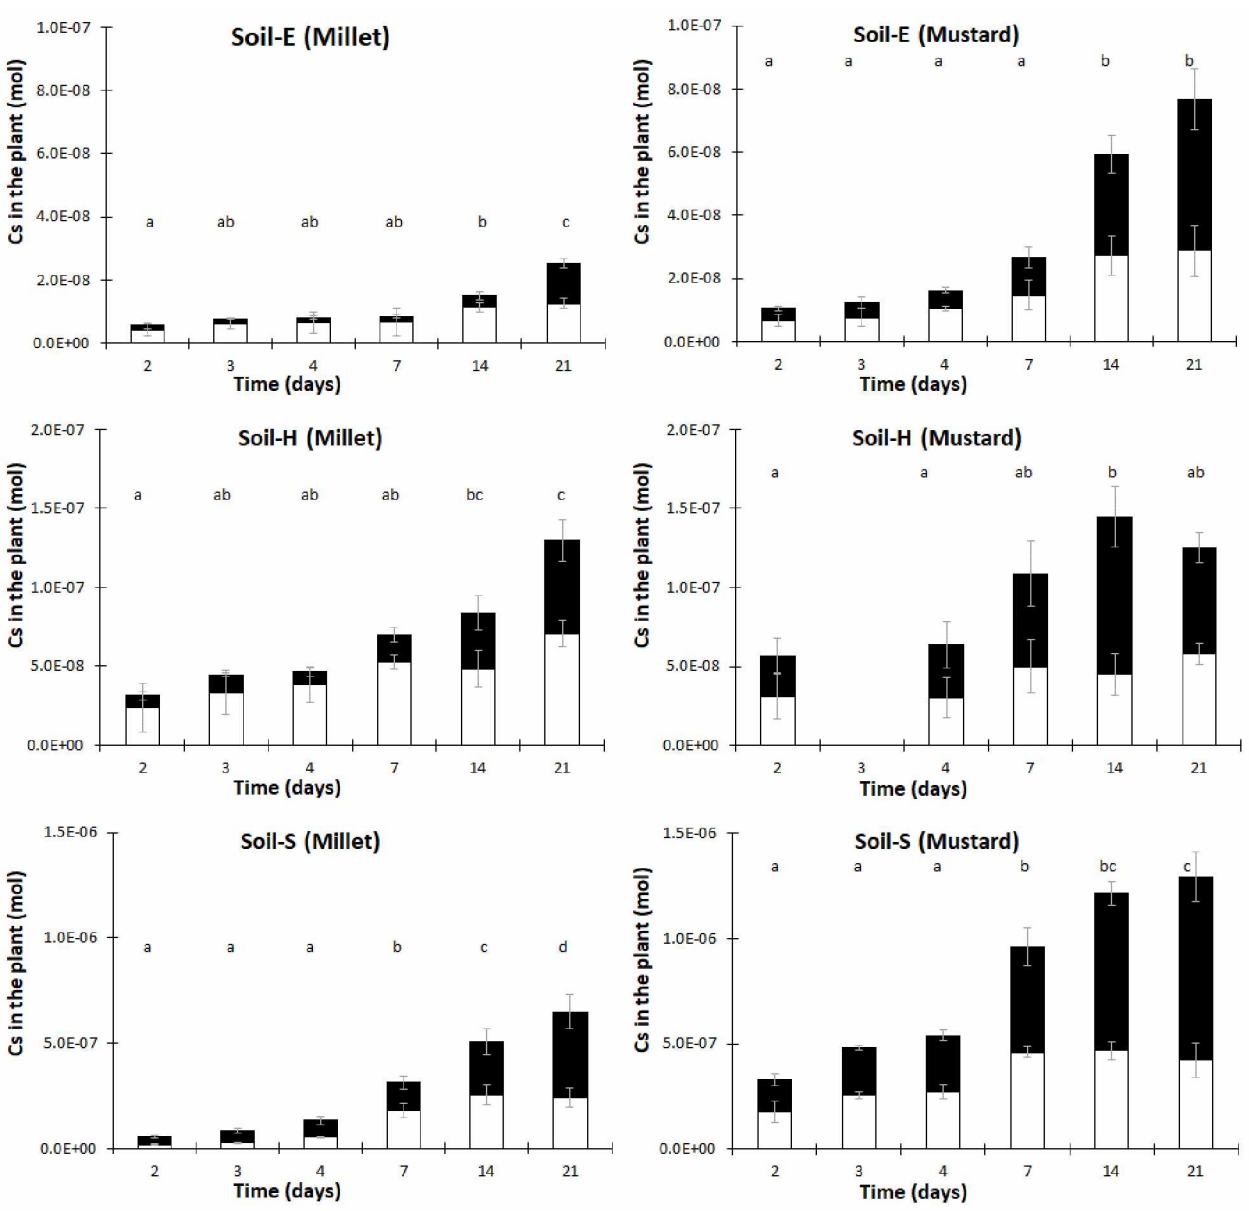 Soil-E (Millet)
Cs in the plant (mol)
1.0E-07
8.0E-08
6.0E-08
4.0E-08
2.0E-08
0.0E+00
a ab ab ab b c
2 3 4 7 14 21
Time (days)
Soil-E (Mustard)
Cs in the plant (mol)
1.0E-07
8.0E-08
6.0E-08
4.0E-08
2.0E-08
0.0E+00
a a a a b b
2 3 4 7 14 21
Time (days)
Soil-H (Millet)
Cs in the plant (mol)
2.0E-07
1.5E-07
1.0E-07
5.0E-08
0.0E+00
a ab ab ab bc c
2 3 4 7 14 21
Time (days)
Soil-H (Mustard)
Cs in the plant (mol)
2.0E-07
1.5E-07
1.0E-07
5.0E-08
0.0E+00
a a ab b ab
2 3 4 7 14 21
Time (days)
Soil-S (Millet)
Cs in the plant (mol)
1.5E-06
1.0E-06
5.0E-07
0.0E+00
a a a b c d
2 3 4 7 14 21
Time (days)
Soil-S (Mustard)
Cs in the plant (mol)
1.5E-06
1.0E-06
5.0E-07
0.0E+00
a a a b bc c
2 3 4 7 14 21
Time (days)